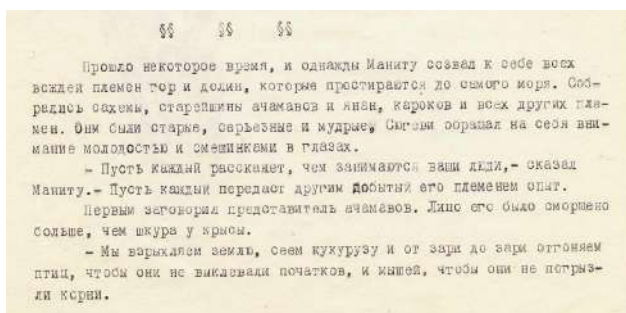 §§ §§ §§
Прошло некоторое время, и однажды Маниту созвал к себе всех
вождей племен гор и долин, которые простираются до самого моря. Соб-
рались сахемы, старейшины ачамавов и янан, кароков и всех других пле-
мен. Они были старые, серьезные и мудрые, Сюгеви обращал на себя вни-
мание молодостью и смешинками в глазах.
- Пусть каждый расскажет, чем занимаются ваши люди,- сказал
Маниту.- Пусть каждый передаст другим добытый его племенем опыт.
Первым заговорил представитель ачамавов. Лицо его было сморщено
больше, чем шкура у крысы.
- Мы взрыхляем землю, сеем кукурузу и от зари до зари отгоняем
птиц, чтобы они не выклевали початков, и мышей, чтобы они не погрыз-
ли корни.